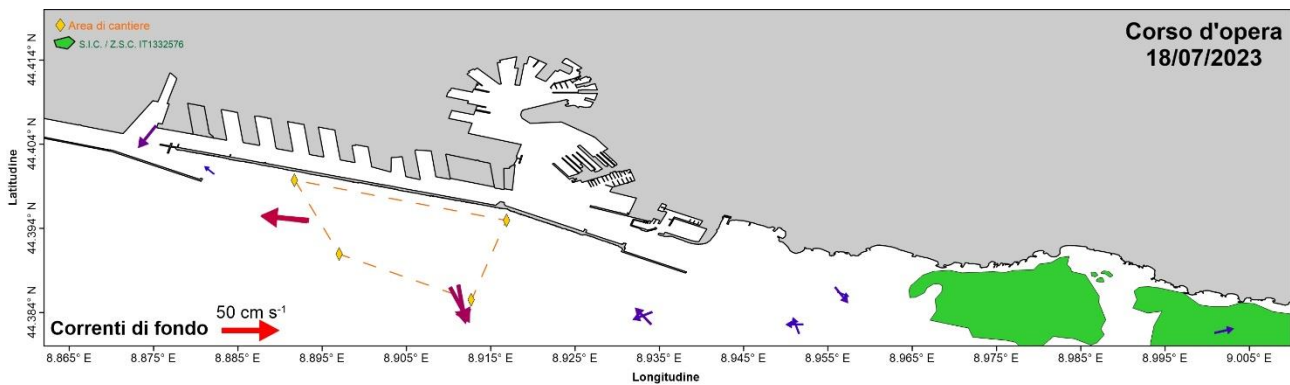 Area di cantiere
S.I.C. / Z.S.C. IT1332576
Corso d'opera
18/07/2023
44.414° N
44.404° N
44.394° N
44.384° N
Latitudine
Correnti di fondo
50 cm s⁻¹
8.865° E 8.875° E 8.885° E 8.895° E 8.905° E 8.915° E 8.925° E 8.935° E 8.945° E 8.955° E 8.965° E 8.975° E 8.985° E 8.995° E 9.005° E
Longitudine